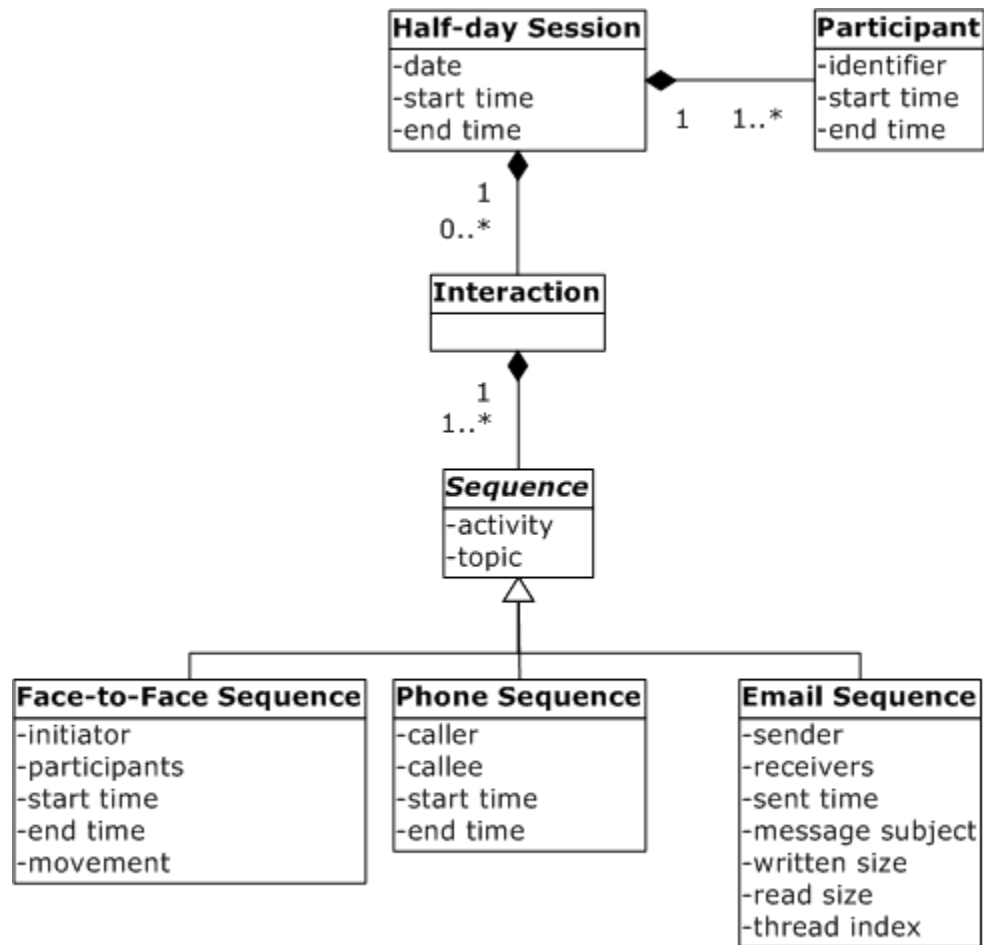 Half-day Session
-date
-start time
-end time
Participant
-identifier
-start time
-end time
1 1..*
1
0..*
Interaction
1
1..*
Sequence
-activity
-topic
Face-to-Face Sequence
-initiator
-participants
-start time
-end time
-movement
Phone Sequence
-caller
-callee
-start time
-end time
Email Sequence
-sender
-receivers
-sent time
-message subject
-written size
-read size
-thread index